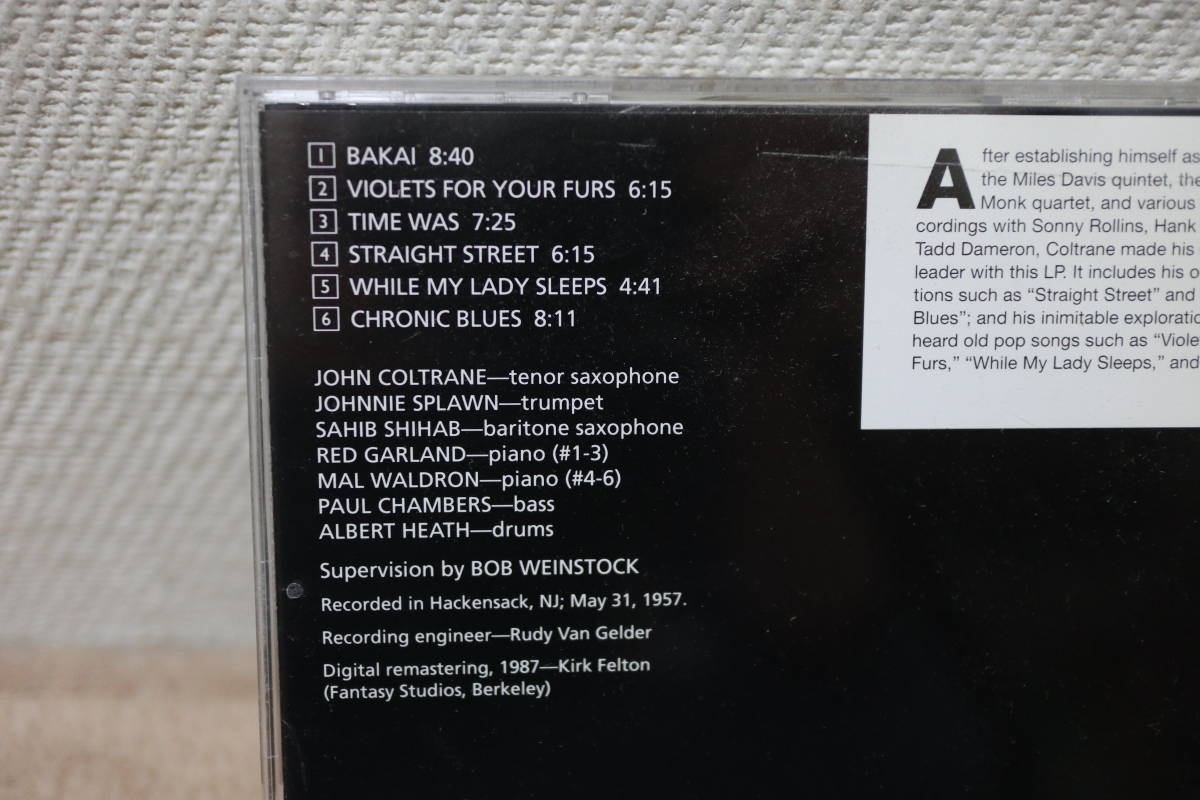 1 BAKAI 8:40
2 VIOLETS FOR YOUR FURS 6:15
3 TIME WAS 7:25
4 STRAIGHT STREET 6:15
5 WHILE MY LADY SLEEPS 4:41
6 CHRONIC BLUES 8:11
JOHN COLTRANE—tenor saxophone
JOHNNIE SPLAWN—trumpet
SAHIB SHIHAB—baritone saxophone
RED GARLAND—piano (#1-3)
MAL WALDRON—piano (#4-6)
PAUL CHAMBERS—bass
ALBERT HEATH—drums
Supervision by BOB WEINSTOCK
Recorded in Hackensack, NJ; May 31, 1957.
Recording engineer—Rudy Van Gelder
Digital remastering, 1987—Kirk Felton
(Fantasy Studios, Berkeley)
After establishing himself as
the Miles Davis quintet, the
Monk quartet, and various
cordings with Sonny Rollins, Hank
Tadd Dameron, Coltrane made his
leader with this LP. It includes his o
tions such as “Straight Street” and
Blues”; and his inimitable exploratio
heard old pop songs such as “Viole
Furs,” “While My Lady Sleeps,” and